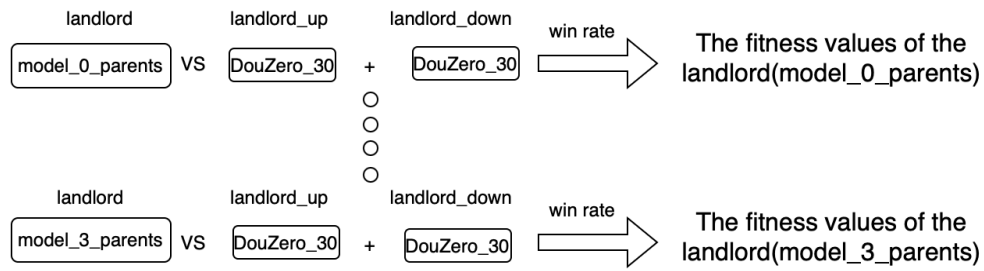 landlord landlord_up landlord_down
win rate
model_0_parents VS DouZero_30 + DouZero_30
The fitness values of the
landlord(model_0_parents)
landlord landlord_up landlord_down
win rate
model_3_parents VS DouZero_30 + DouZero_30
The fitness values of the
landlord(model_3_parents)